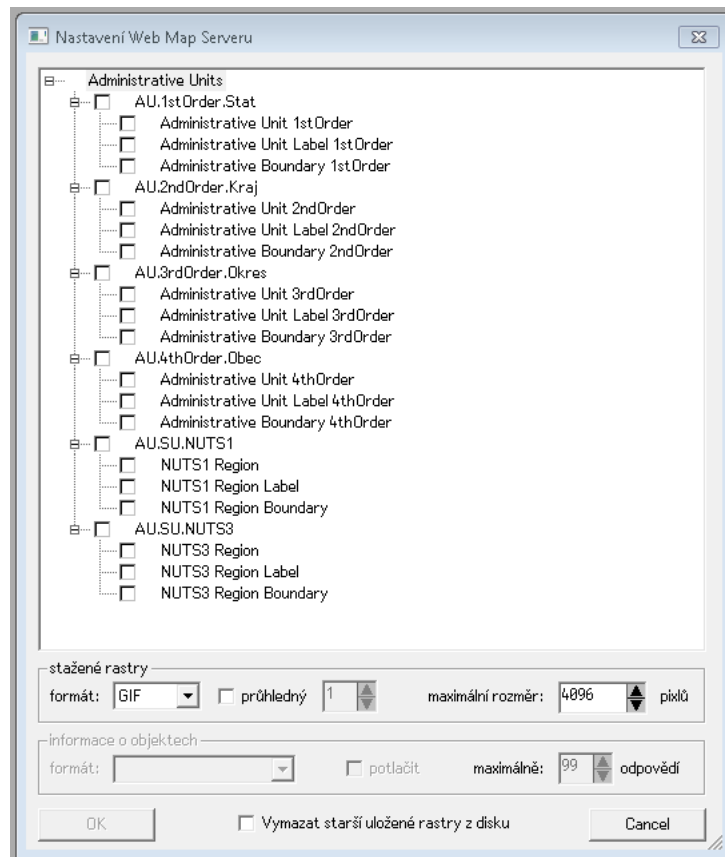 Nastavení Web Map Serveru
Administrative Units
AU.1stOrder.Stat
Administrative Unit 1stOrder
Administrative Unit Label 1stOrder
Administrative Boundary 1stOrder
AU.2ndOrder.Kraj
Administrative Unit 2ndOrder
Administrative Unit Label 2ndOrder
Administrative Boundary 2ndOrder
AU.3rdOrder.Okres
Administrative Unit 3rdOrder
Administrative Unit Label 3rdOrder
Administrative Boundary 3rdOrder
AU.4thOrder.Obec
Administrative Unit 4thOrder
Administrative Unit Label 4thOrder
Administrative Boundary 4thOrder
AU.SU.NUTS1
NUTS1 Region
NUTS1 Region Label
NUTS1 Region Boundary
AU.SU.NUTS3
NUTS3 Region
NUTS3 Region Label
NUTS3 Region Boundary
stažené rastry
formát: GIF průhledný 1 maximální rozměr: 4096 pixlů
informace o objektech
formát: potlačit maximálně: 99 odpovědí
OK Vymazat starší uložené rastry z disku Cancel